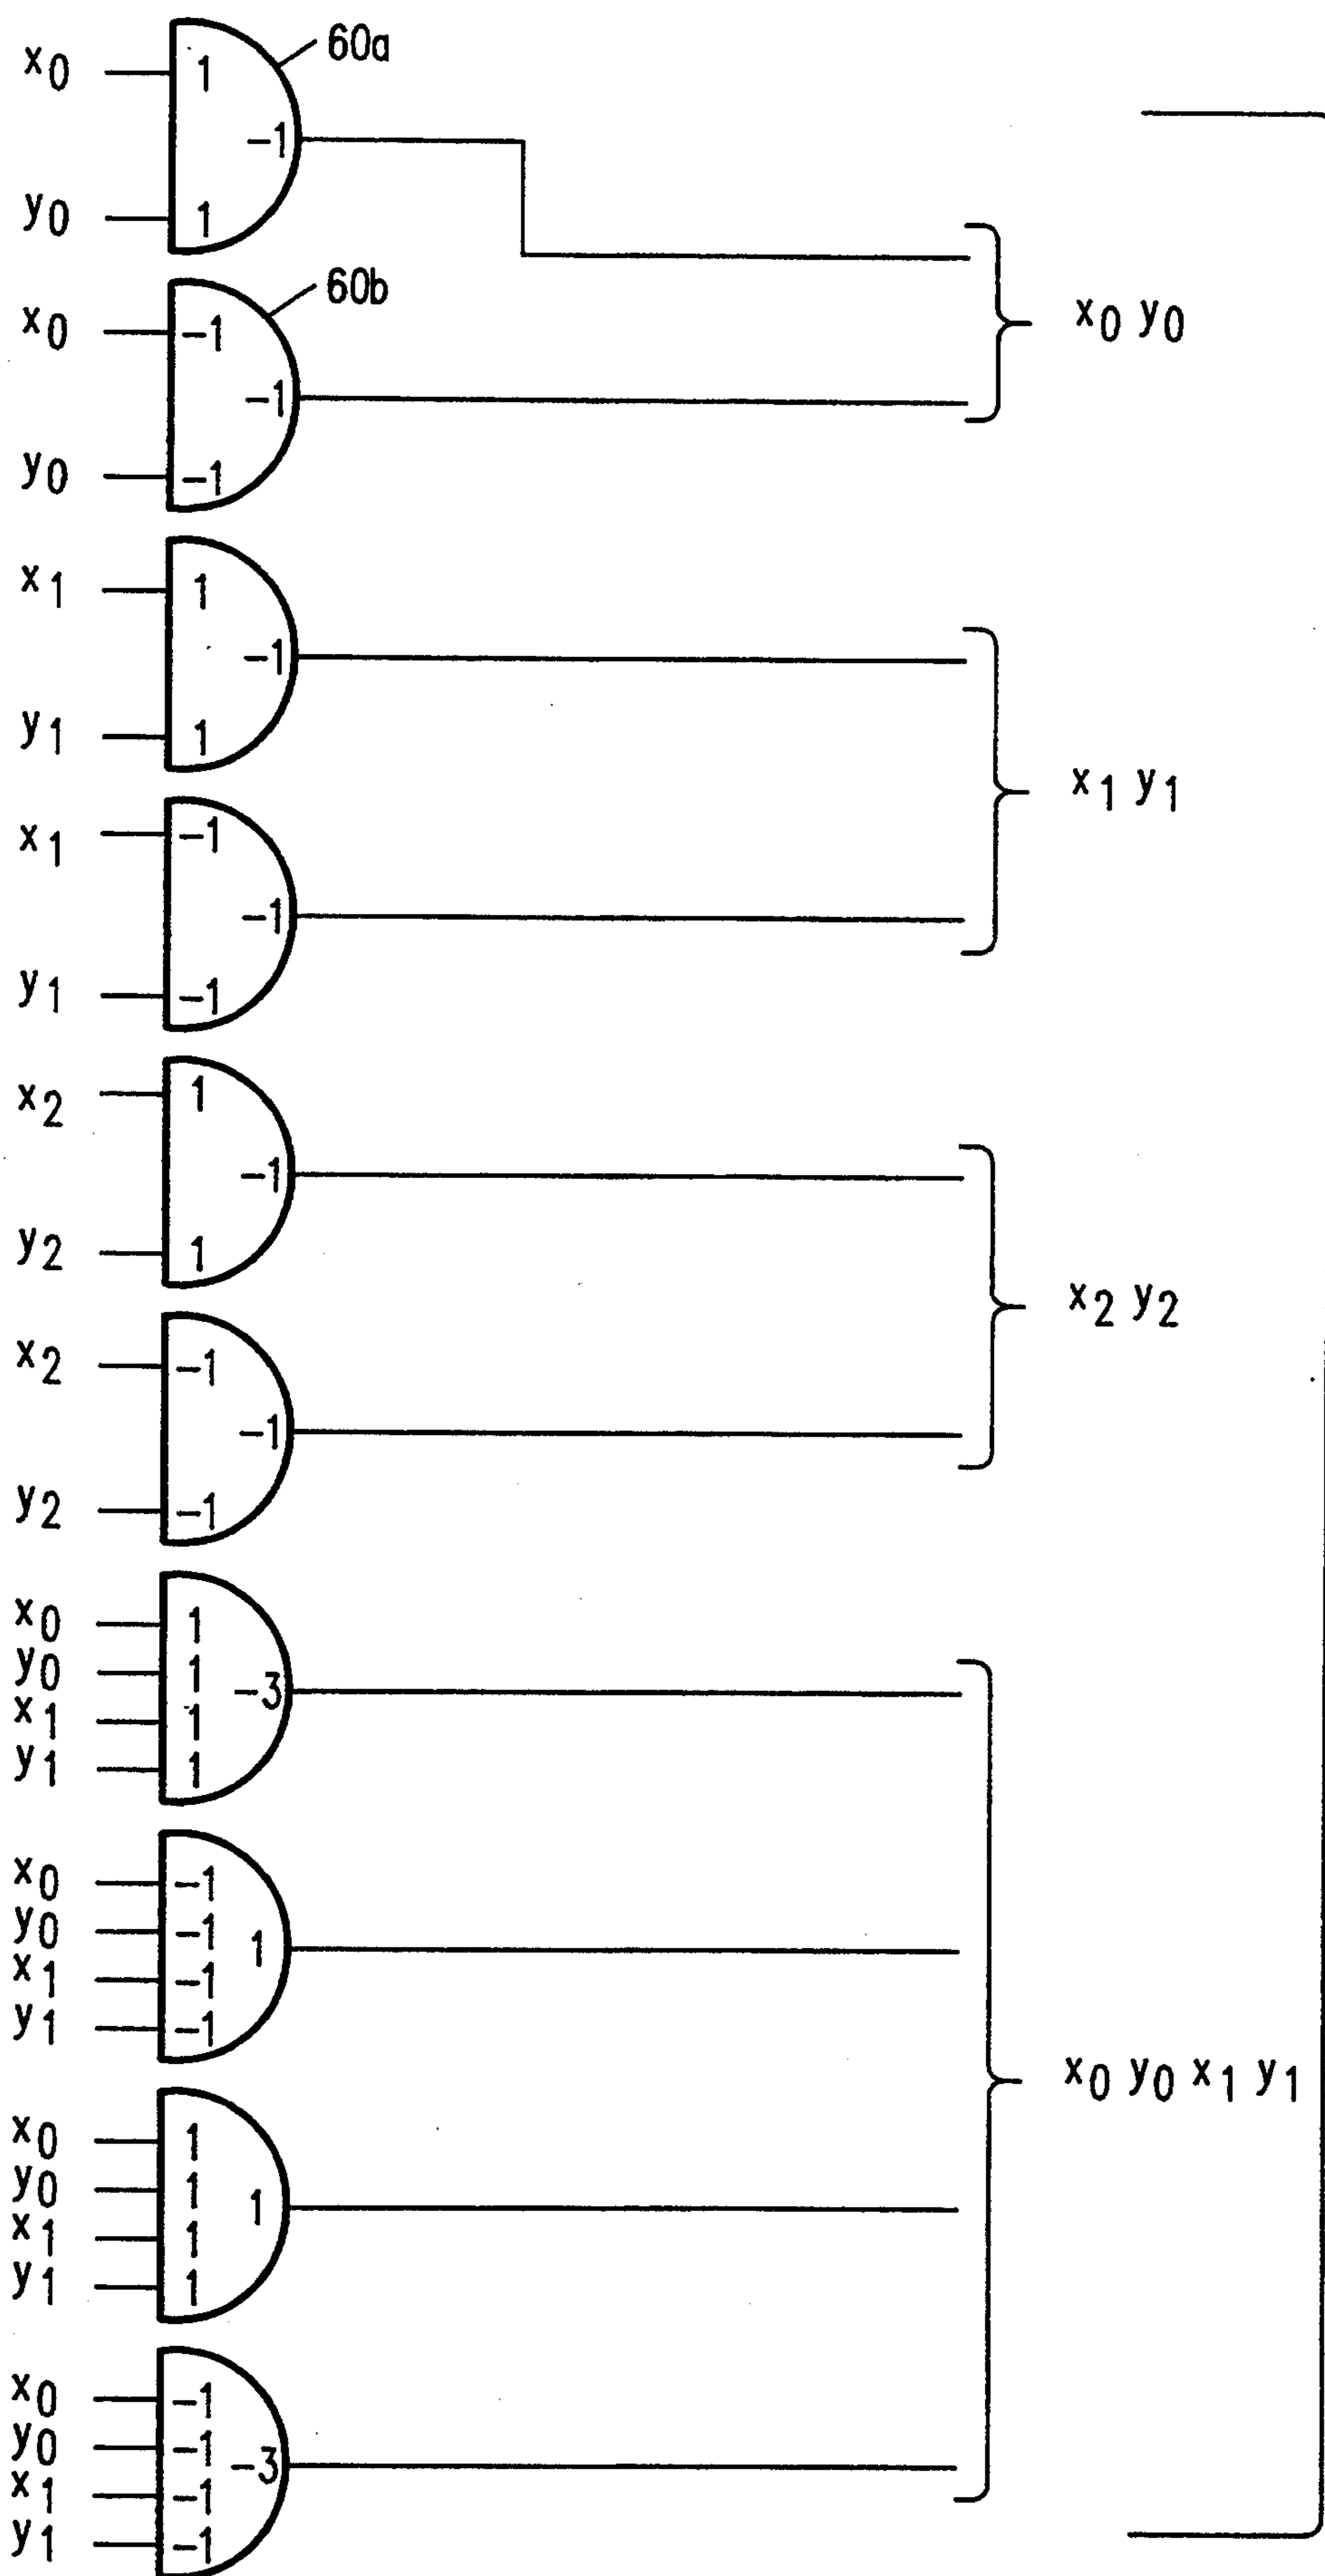 x0 1 60a
-1
y0 1
x0 -1 60b
-1
y0 -1
x0 y0
x1 1
-1
y1 1
x1 -1
-1
y1 -1
x1 y1
x2 1
-1
y2 1
x2 -1
-1
y2 -1
x2 y2
x0 1
y0 1 -3
x1 1
y1 1
x0 -1
y0 -1 1
x1 -1
y1 -1
x0 y0 x1 y1
x0 1
y0 1 1
x1 1
y1 1
x0 -1
y0 -1 -3
x1 -1
y1 -1